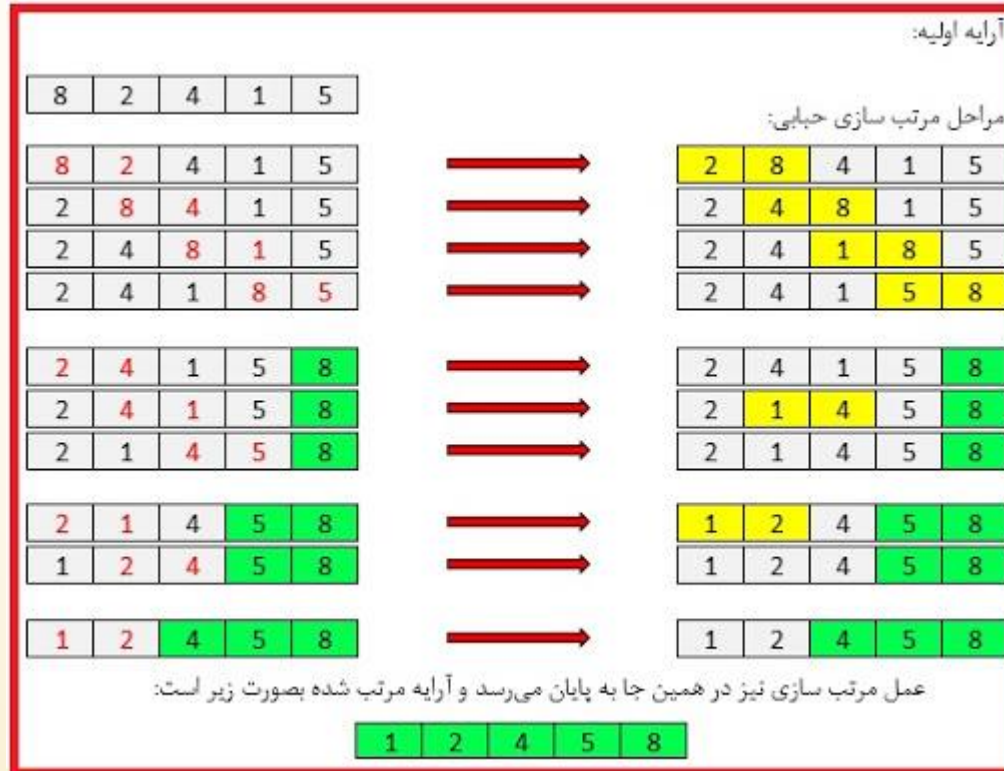 آرایه اولیه:
8 2 4 1 5
مراحل مرتب سازی حبابی:
8 2 4 1 5 2 8 4 1 5
2 8 4 1 5 2 4 8 1 5
2 4 8 1 5 2 4 1 8 5
2 4 1 8 5 2 4 1 5 8
2 4 1 5 8 2 4 1 5 8
2 4 1 5 8 2 1 4 5 8
2 1 4 5 8 2 1 4 5 8
2 1 4 5 8 1 2 4 5 8
1 2 4 5 8 1 2 4 5 8
1 2 4 5 8 1 2 4 5 8
عمل مرتب سازی نیز در همین جا به پایان می‌رسد و آرایه مرتب شده بصورت زیر است:
1 2 4 5 8